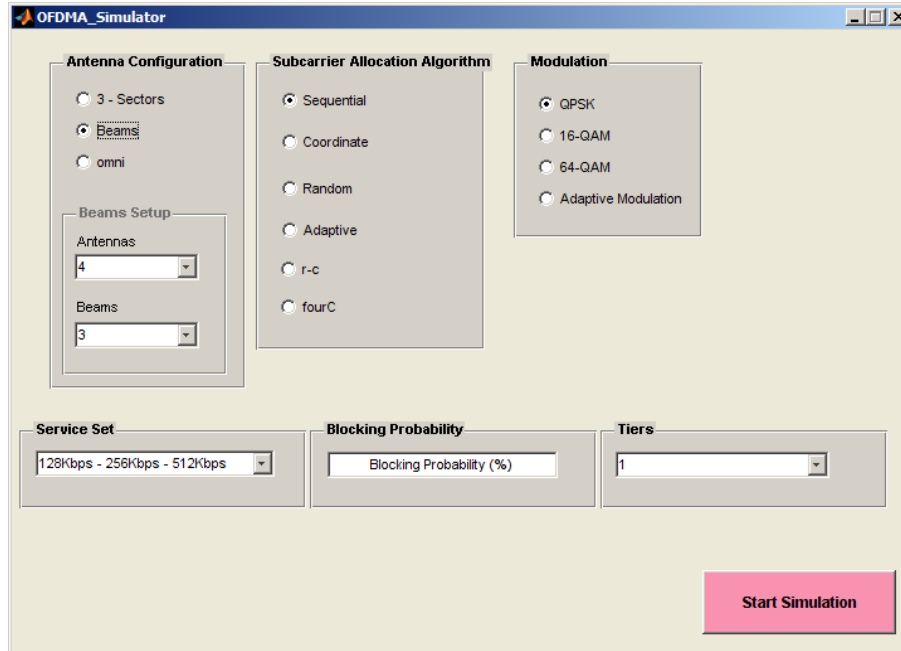 OFDMA_Simulator
Antenna Configuration
3 - Sectors
Beams
omni
Beams Setup
Antennas
4
Beams
3
Subcarrier Allocation Algorithm
Sequential
Coordinate
Random
Adaptive
r-c
fourC
Modulation
QPSK
16-QAM
64-QAM
Adaptive Modulation
Service Set
128Kbps - 256Kbps - 512Kbps
Blocking Probability
Blocking Probability (%)
Tiers
1
Start Simulation